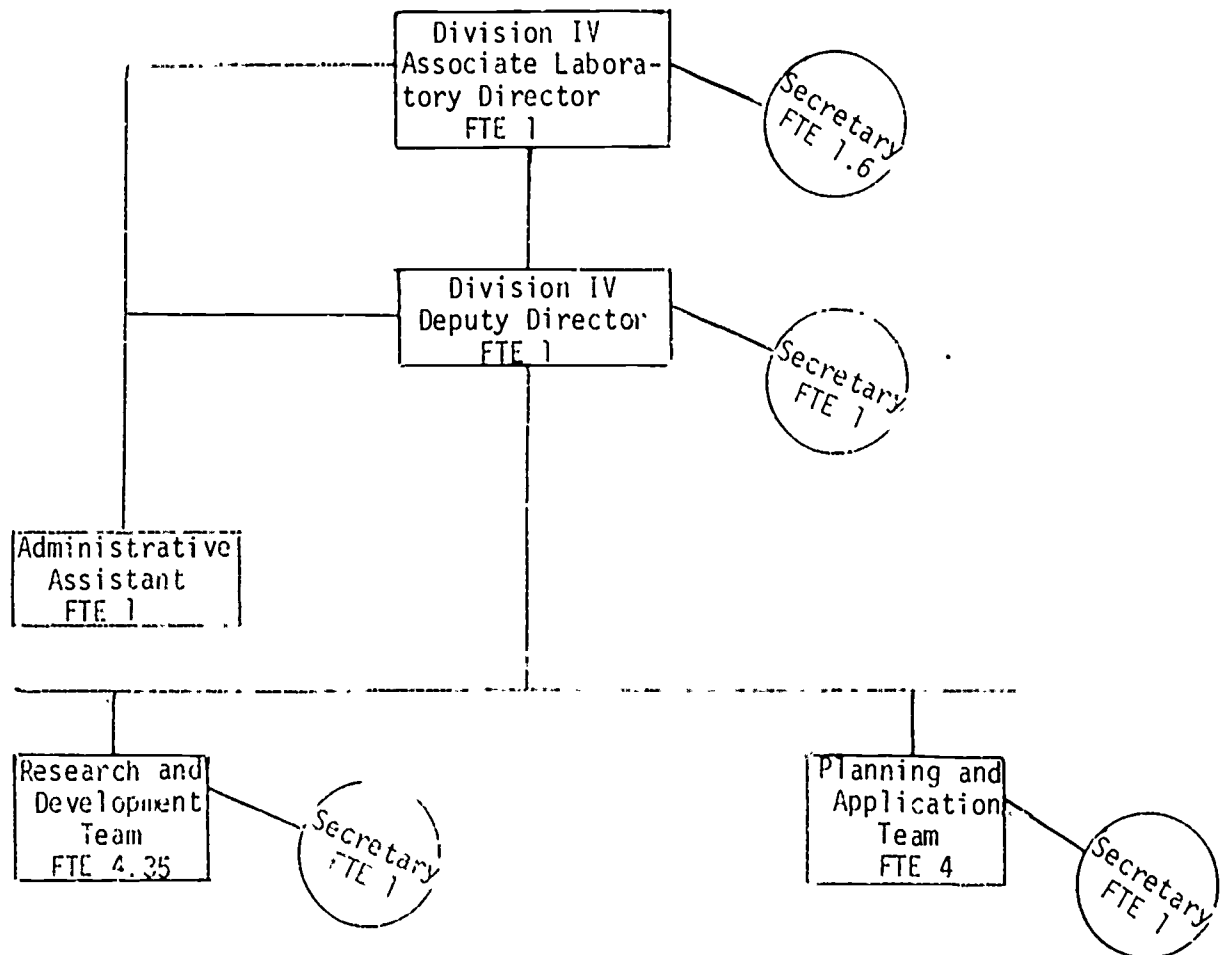 Division IV
Associate Labora-
tory Director
FTE 1
Secretary
FTE 1.6
Division IV
Deputy Director
FTE 1
Secretary
FTE 1
Administrative
Assistant
FTE 1
Research and
Development
Team
FTE 4.35
Secretary
FTE 1
Planning and
Application
Team
FTE 4
Secretary
FTE 1